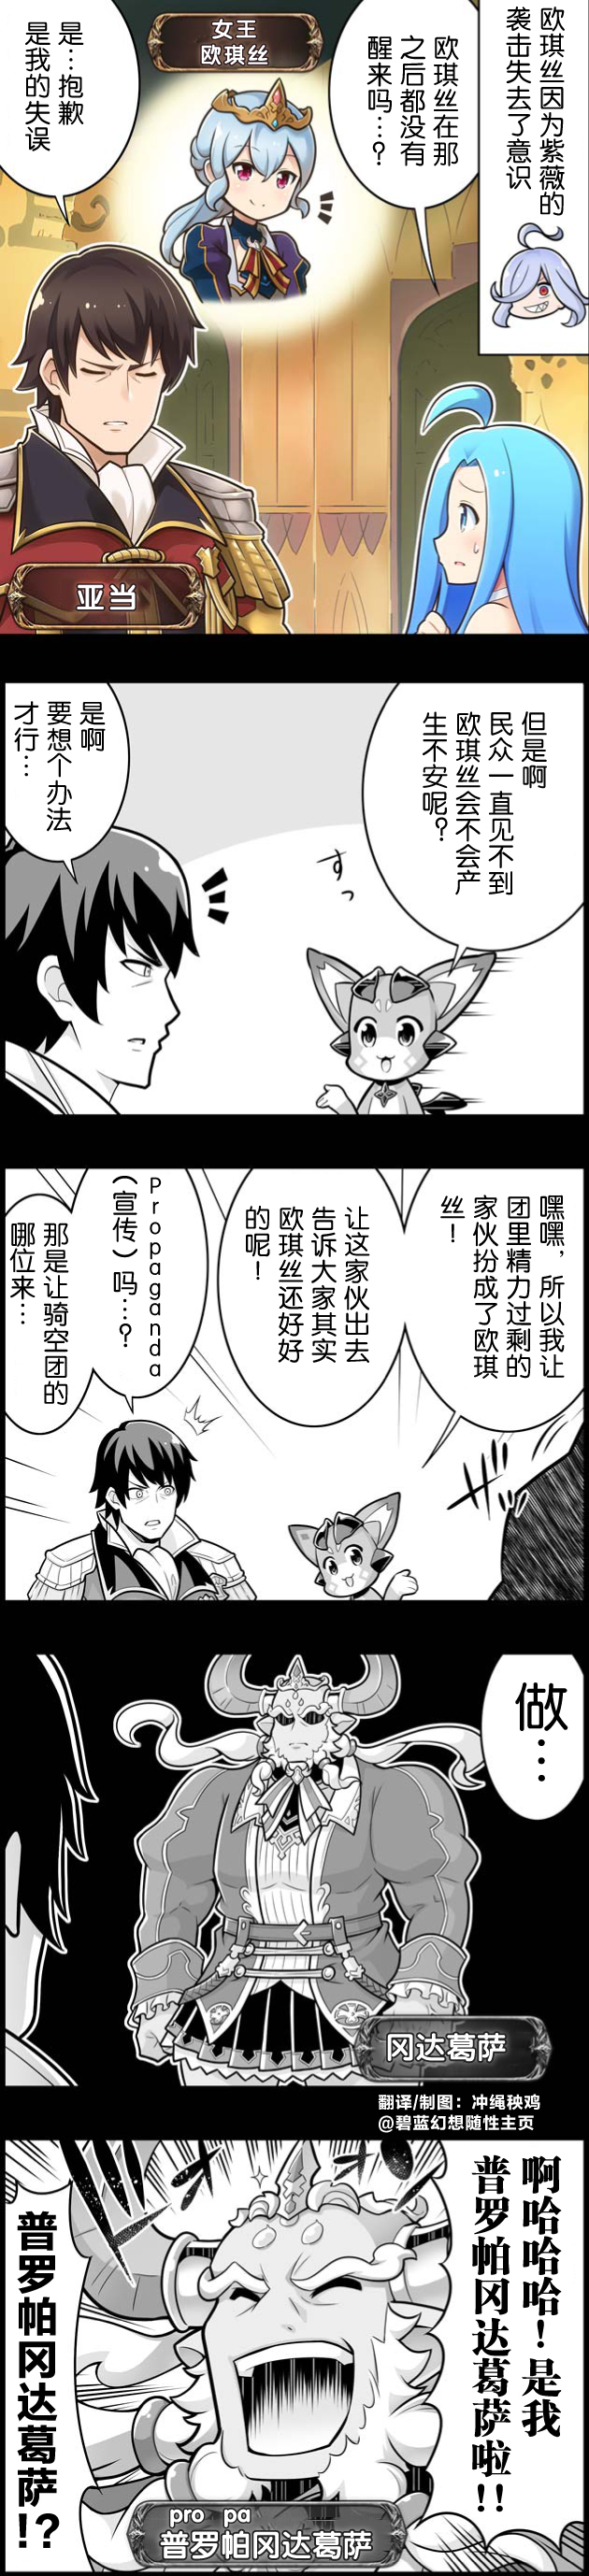 欧琪丝因为紫薇的
袭击失去了意识
欧琪丝在那
之后都没有
醒来吗…?
女王
欧琪丝
是…抱歉
是我的失误
亚当
但是啊
民众一直见不到
欧琪丝会不会产
生不安呢？
すっ
是啊
要想个办法
才行…
嘿嘿，所以我让
团里精力过剩的
家伙扮成了欧琪
丝！
让这家伙出去
告诉大家其实
欧琪丝还好好
的呢！
Propaganda
(宣传)吗…?
那是让骑空团的
哪位来…
做…
冈达葛萨
翻译/制图：冲绳秧鸡
@碧蓝幻想随性主页
啊哈哈哈！是我
普罗帕冈达葛萨啦!!
普罗帕冈达葛萨!?
pro pa
普罗帕冈达葛萨